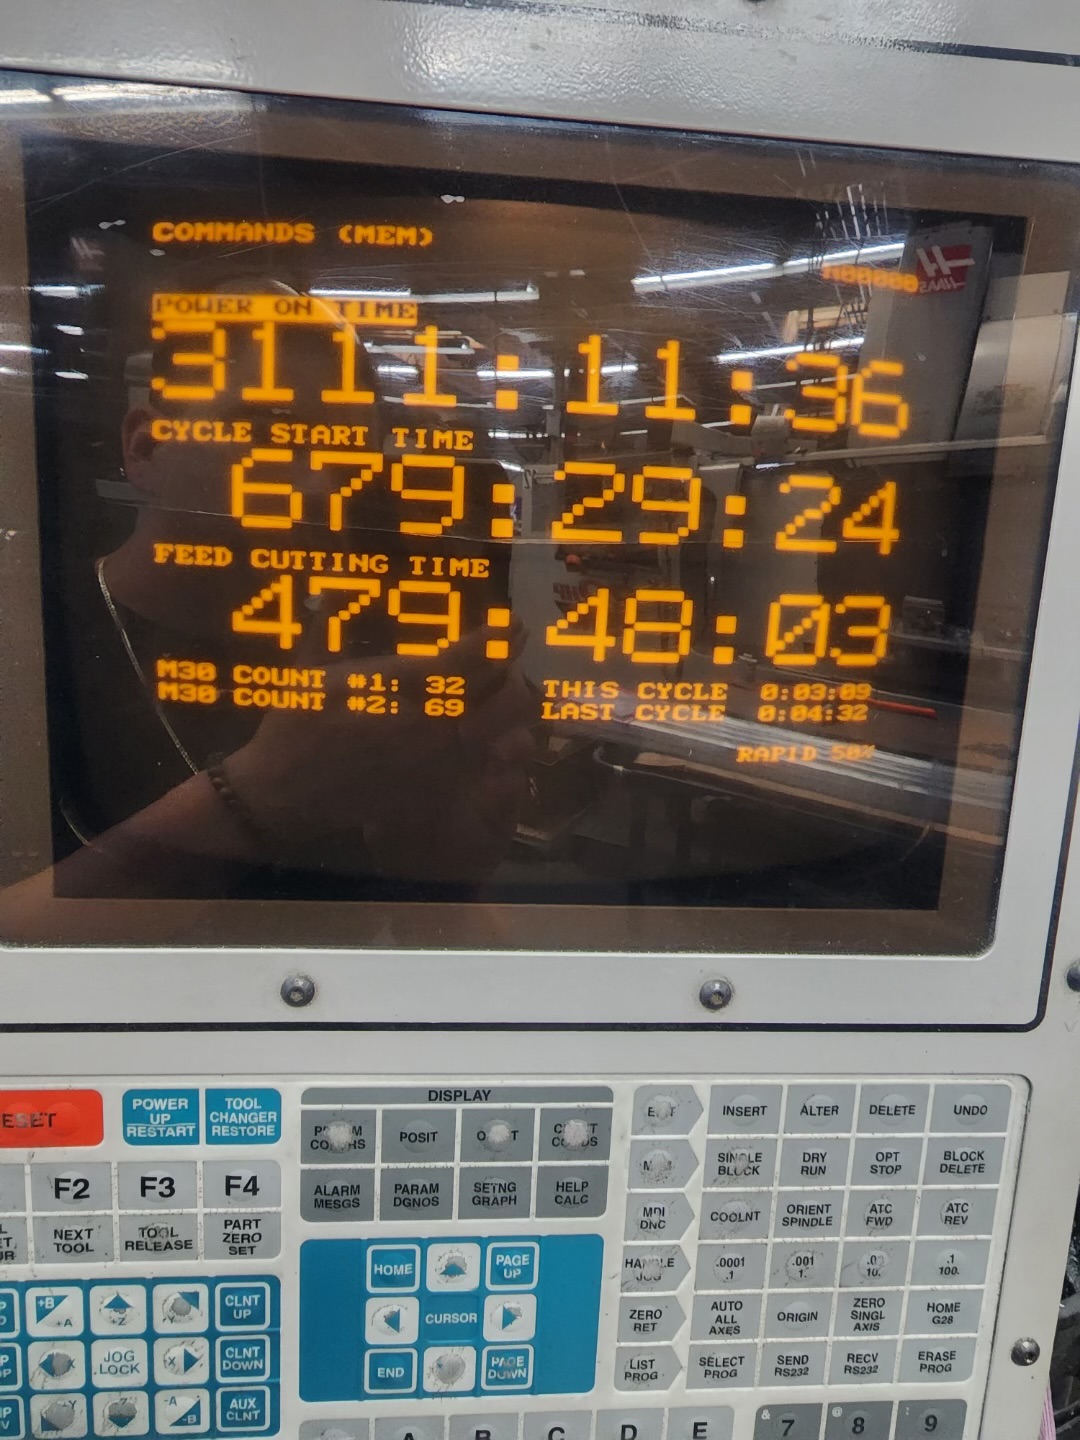 COMMANDS (MEM)
POWER ON TIME
3111:11:36
CYCLE START TIME
679:29:24
FEED CUTTING TIME
479:48:03
M30 COUNT #1: 32
M30 COUNT #2: 69
THIS CYCLE 0:03:09
LAST CYCLE 0:04:32
RAPID 50%
POWER UP RESTART
TOOL CHANGER RESTORE
F2
F3
F4
NEXT TOOL
TOOL RELEASE
PART ZERO SET
DISPLAY
POSIT
ALARM MESGS
PARAM DGNOS
SETNG GRAPH
HELP CALC
HOME
PAGE UP
CURSOR
END
PAGE DOWN
+B
+A
+Z
CLNT UP
JOG LOCK
CLNT DOWN
-A
-B
AUX CLNT
INSERT
ALTER
DELETE
UNDO
SINGLE BLOCK
DRY RUN
OPT STOP
BLOCK DELETE
MDI DNC
COOLNT
ORIENT SPINDLE
ATC FWD
ATC REV
HANDLE JOG
.0001 .1
.001 1.
10.
.1 100.
ZERO RET
AUTO ALL AXES
ORIGIN
ZERO SINGL AXIS
HOME G28
LIST PROG
SELECT PROG
SEND RS232
RECV RS232
ERASE PROG
A
B
C
D
E
& 7
@ 8
: 9